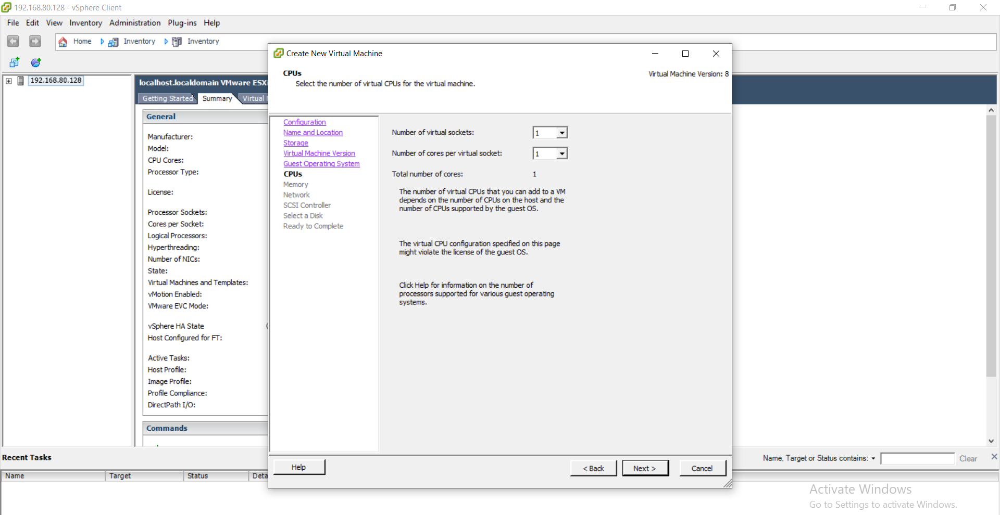 192.168.80.128 - vSphere Client
File Edit View Inventory Administration Plug-ins Help
Home Inventory Inventory
192.168.80.128
localhost.localdomain VMware ESX
Getting Started Summary Virtual
General
Manufacturer:
Model:
CPU Cores:
Processor Type:
License:
Processor Sockets:
Cores per Socket:
Logical Processors:
Hyperthreading:
Number of NICs:
State:
Virtual Machines and Templates:
vMotion Enabled:
VMware EVC Mode:
vSphere HA State
Host Configured for FT:
Active Tasks:
Host Profile:
Image Profile:
Profile Compliance:
DirectPath I/O:
Commands
Create New Virtual Machine
CPUs
Select the number of virtual CPUs for the virtual machine.
Virtual Machine Version: 8
Configuration
Name and Location
Storage
Virtual Machine Version
Guest Operating System
CPUs
Memory
Network
SCSI Controller
Select a Disk
Ready to Complete
Number of virtual sockets: 1
Number of cores per virtual socket: 1
Total number of cores: 1
The number of virtual CPUs that you can add to a VM
depends on the number of CPUs on the host and the
number of CPUs supported by the guest OS.
The virtual CPU configuration specified on this page
might violate the license of the guest OS.
Click Help for information on the number of
processors supported for various guest operating
systems.
Help < Back Next > Cancel
Recent Tasks
Name, Target or Status contains: Clear
Name Target Status Deta
Activate Windows
Go to Settings to activate Windows.